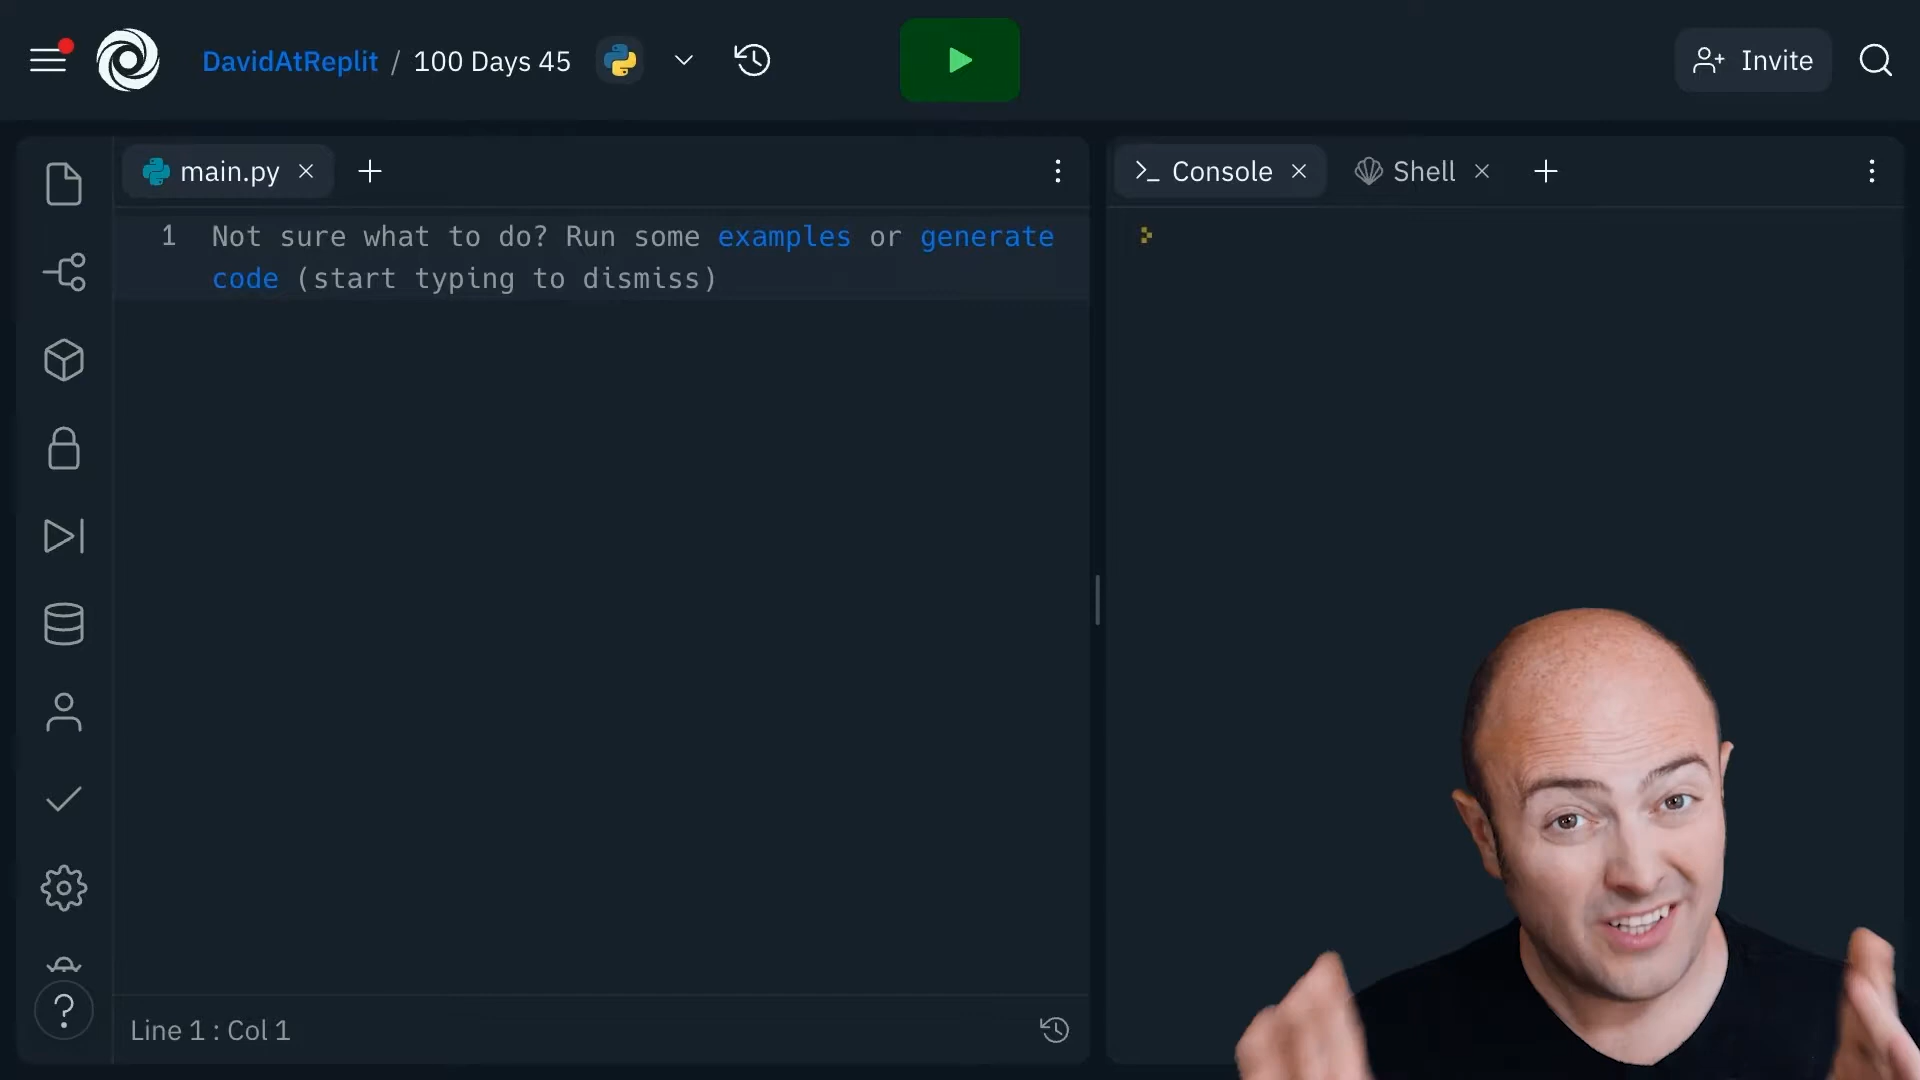 DavidAtReplit / 100 Days 45
Invite
main.py
Console
Shell
1
Not sure what to do? Run some examples or generate
code (start typing to dismiss)
?
Line 1 : Col 1